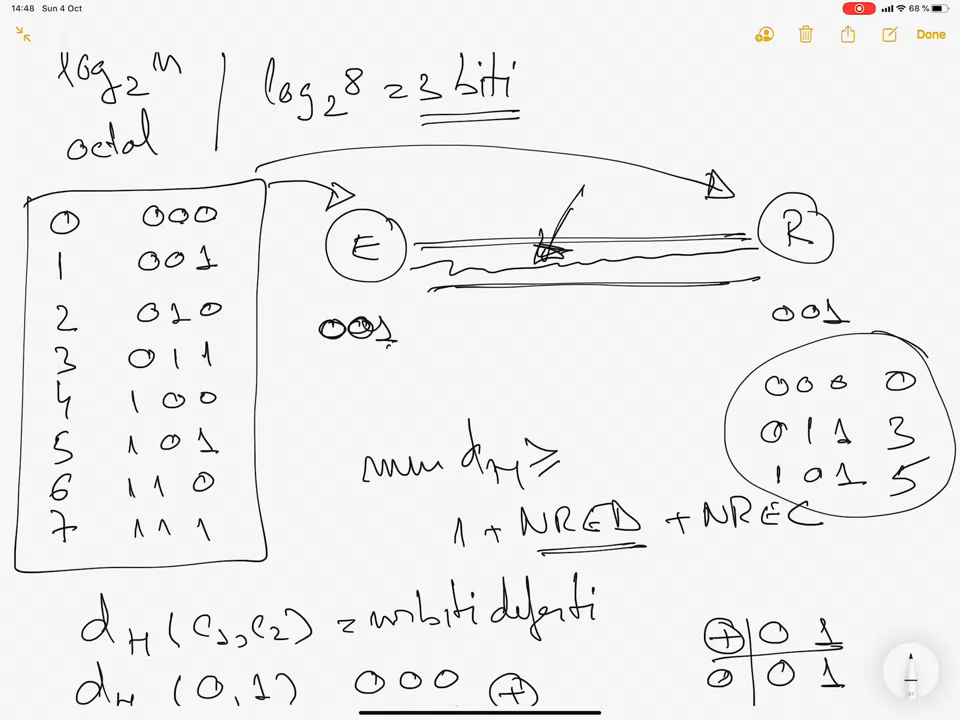 14:48 Sun 4 Oct 68 %
Done
log₂ n | log₂ 8 = 3 biti
octal
0 000
1 001
2 010
3 011
4 100
5 101
6 110
7 111
E R
001 001
000 0
011 3
101 5
min dH ≥
1 + NRED + NREC
dH (C1, C2) = nr biti diferiti
dH (0, 1) 000 ⊕
⊕ | 0 1
0 | 0 1